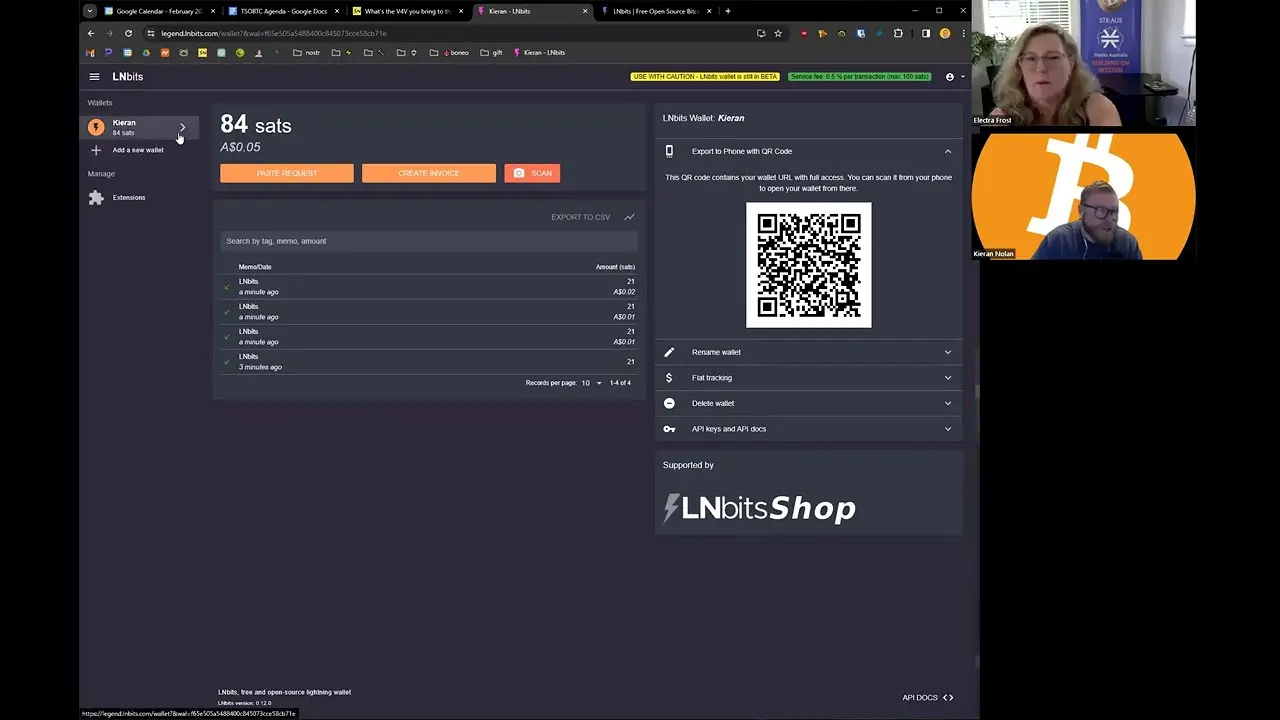 Google Calendar - February 20
TSOBTC Agenda - Google Docs
What's the V4V you bring to th
Kieran - LNbits
LNbits | Free Open Source Bitc
legend.lnbits.com/wallet?&wal=f65e505a5488400c845073cce58cb71e
nostr
boneo
Kieran - LNbits
LNbits
USE WITH CAUTION - LNbits wallet is still in BETA
Service fee: 0.5 % per transaction (max 100 sats)
Wallets
Kieran
84 sats
Add a new wallet
Manage
Extensions
84 sats
A$0.05
PASTE REQUEST
CREATE INVOICE
SCAN
EXPORT TO CSV
Search by tag, memo, amount
Memo/Date
Amount (sats)
LNbits
21
a minute ago
A$0.02
LNbits
21
a minute ago
A$0.01
LNbits
21
a minute ago
A$0.01
LNbits
21
3 minutes ago
Records per page:
10
1-4 of 4
LNbits Wallet: Kieran
Export to Phone with QR Code
This QR code contains your wallet URL with full access. You can scan it from your phone
to open your wallet from there.
Rename wallet
Fiat tracking
Delete wallet
API keys and API docs
Supported by
LNbitsShop
LNbits, free and open-source lightning wallet
LNbits version: 0.12.0
API DOCS
https://legend.lnbits.com/wallet?&wal=f65e505a5488400c845073cce58cb71e
STX:AUS
Stacks Australia
BUILDING ON
BITCOIN
Electra Frost
Kieran Nolan